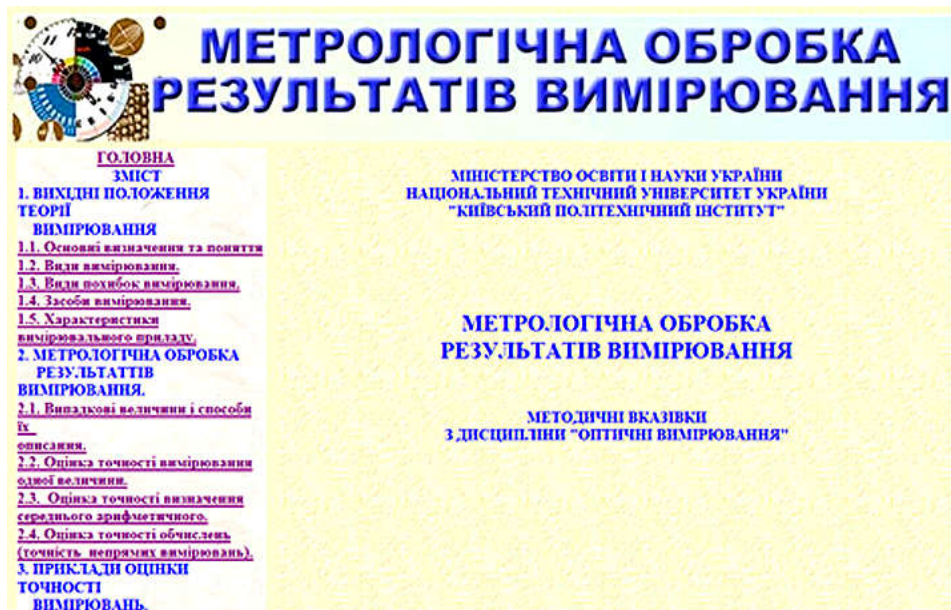 МЕТРОЛОГІЧНА ОБРОБКА
РЕЗУЛЬТАТІВ ВИМІРЮВАННЯ
ГОЛОВНА
ЗМІСТ
1. ВИХІДНІ ПОЛОЖЕННЯ
ТЕОРІЇ
ВИМІРЮВАННЯ
1.1. Основні визначення та поняття
1.2. Види вимірювання.
1.3. Види похибок вимірювання.
1.4. Засоби вимірювання.
1.5. Характеристики
вимірювального приладу.
2. МЕТРОЛОГІЧНА ОБРОБКА
РЕЗУЛЬТАТТІВ
ВИМІРЮВАННЯ.
2.1. Випадкові величини і способи
їх
описання.
2.2. Оцінка точності вимірювання
одної величини.
2.3. Оцінка точності визначення
середнього арифметичного.
2.4. Оцінка точності обчислень
(точність непрямих вимірювань).
3. ПРИКЛАДИ ОЦІНКИ
ТОЧНОСТІ
ВИМІРЮВАНЬ.
МІНІСТЕРСТВО ОСВІТИ І НАУКИ УКРАЇНИ
НАЦІОНАЛЬНИЙ ТЕХНІЧНИЙ УНІВЕРСИТЕТ УКРАЇНИ
"КИЇВСЬКИЙ ПОЛІТЕХНІЧНИЙ ІНСТИТУТ"
МЕТРОЛОГІЧНА ОБРОБКА
РЕЗУЛЬТАТІВ ВИМІРЮВАННЯ
МЕТОДИЧНІ ВКАЗІВКИ
З ДИСЦИПЛІНИ "ОПТИЧНІ ВИМІРЮВАННЯ"